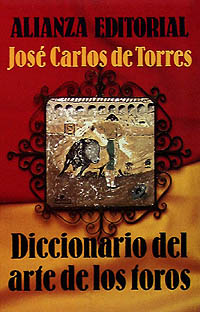 ALIANZA EDITORIAL
José Carlos de Torres
Diccionario del
arte de los toros